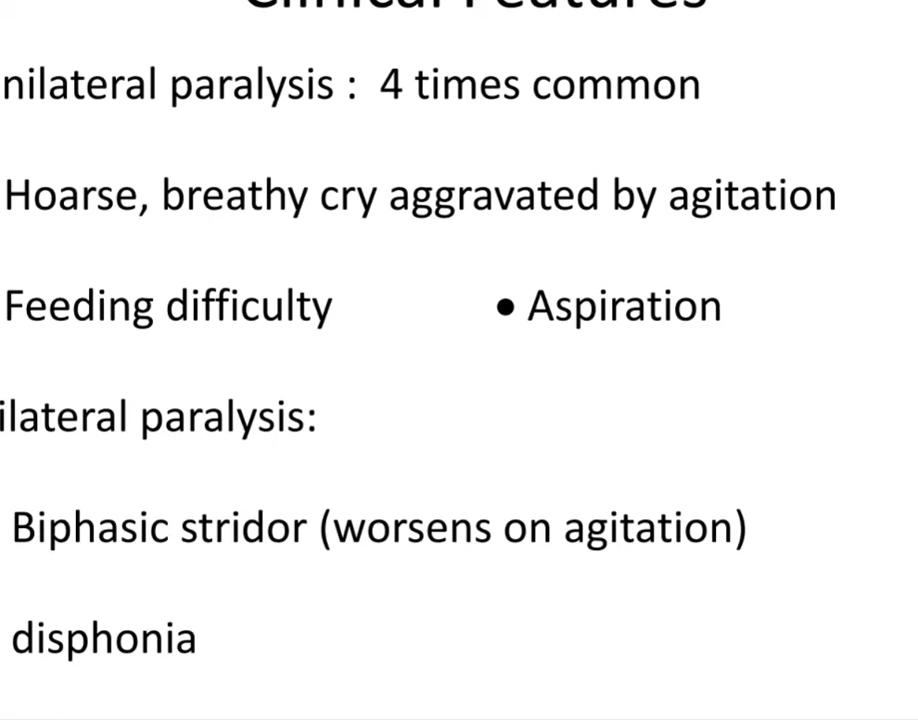 Clinical Features
nilateral paralysis :  4 times common
Hoarse, breathy cry aggravated by agitation
Feeding difficulty • Aspiration
ilateral paralysis:
Biphasic stridor (worsens on agitation)
disphonia